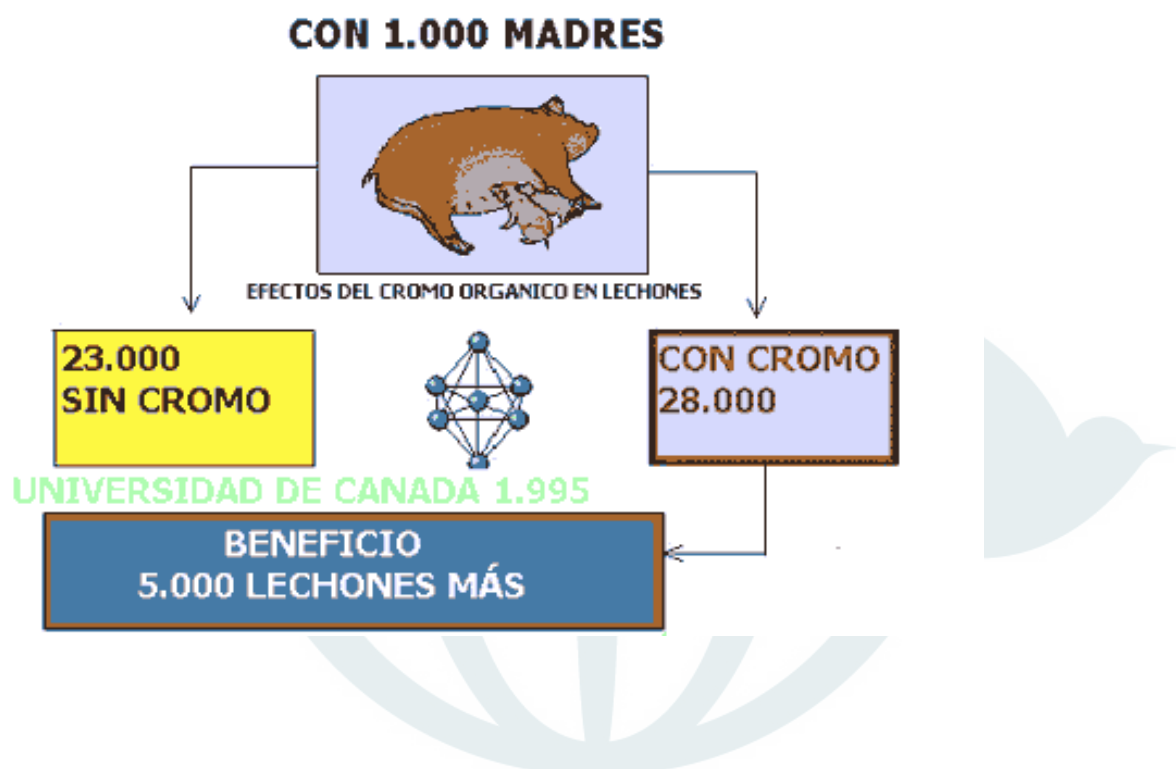 CON 1.000 MADRES
EFECTOS DEL CROMO ORGANICO EN LECHONES
23.000
SIN CROMO
CON CROMO
28.000
UNIVERSIDAD DE CANADA 1.995
BENEFICIO
5.000 LECHONES MÁS